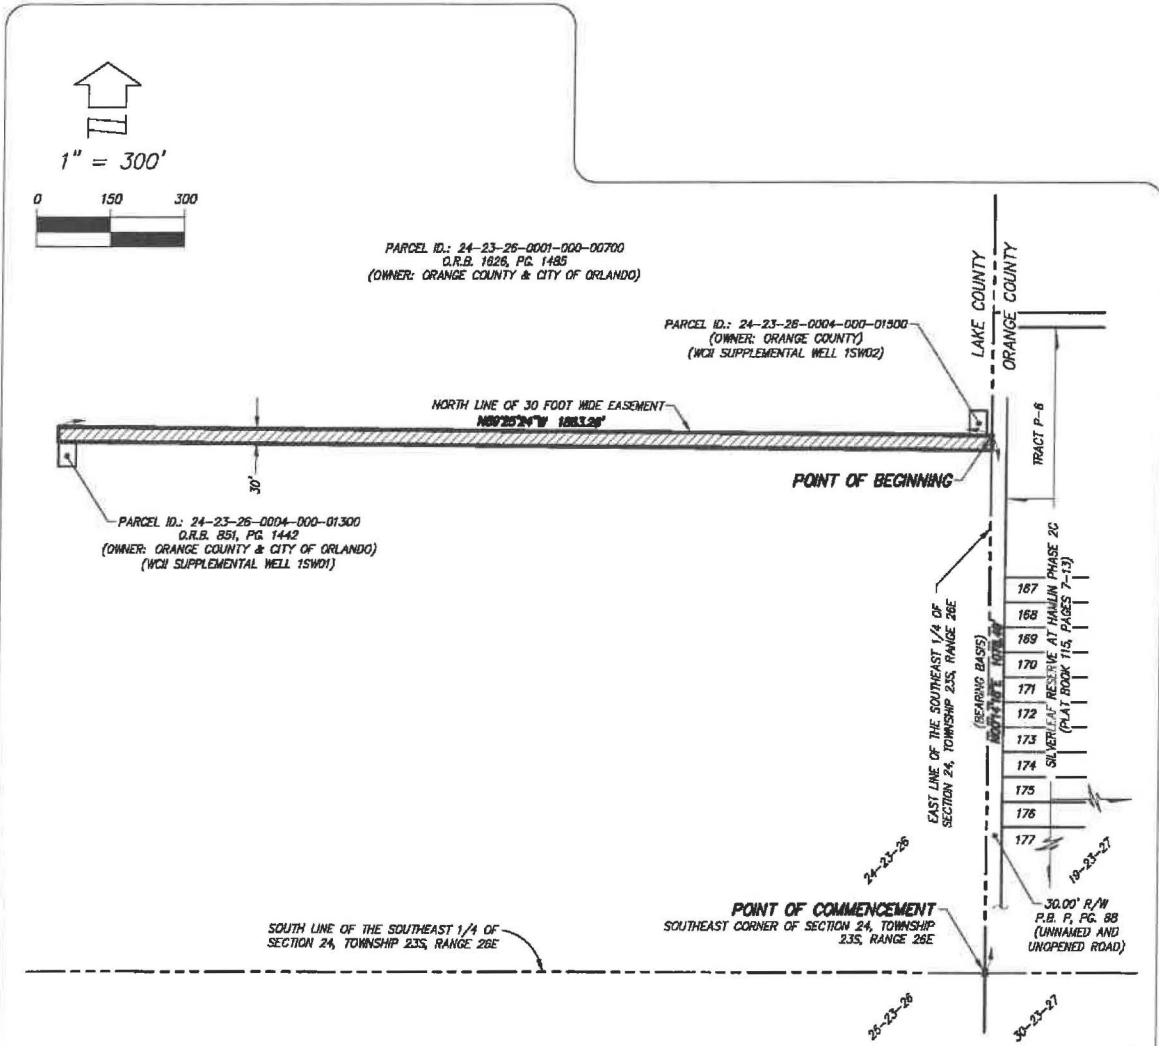 1" = 300'
0 150 300
PARCEL ID.: 24-23-26-0001-000-00700
O.R.B. 1626, PG. 1485
(OWNER: ORANGE COUNTY & CITY OF ORLANDO)
LAKE COUNTY
ORANGE COUNTY
PARCEL ID.: 24-23-26-0004-000-01500
(OWNER: ORANGE COUNTY)
(WCII SUPPLEMENTAL WELL 1SW02)
TRACT P-6
NORTH LINE OF 30 FOOT WIDE EASEMENT
30'
POINT OF BEGINNING
PARCEL ID.: 24-23-26-0004-000-01300
O.R.B. 851, PG. 1442
(OWNER: ORANGE COUNTY & CITY OF ORLANDO)
(WCII SUPPLEMENTAL WELL 1SW01)
EAST LINE OF THE SOUTHEAST 1/4 OF
SECTION 24, TOWNSHIP 23S, RANGE 26E
(BEARING BASIS)
SILVERLEAF RESERVE AT HAMLIN PHASE 2C
(PLAT BOOK 115, PAGES 7-13)
167
168
169
170
171
172
173
174
175
176
177
24-23-26
19-23-27
30.00' R/W
P.B. P, PG. 88
(UNNAMED AND
UNOPENED ROAD)
POINT OF COMMENCEMENT
SOUTHEAST CORNER OF SECTION 24, TOWNSHIP
23S, RANGE 26E
SOUTH LINE OF THE SOUTHEAST 1/4 OF
SECTION 24, TOWNSHIP 23S, RANGE 26E
25-23-26
30-23-27